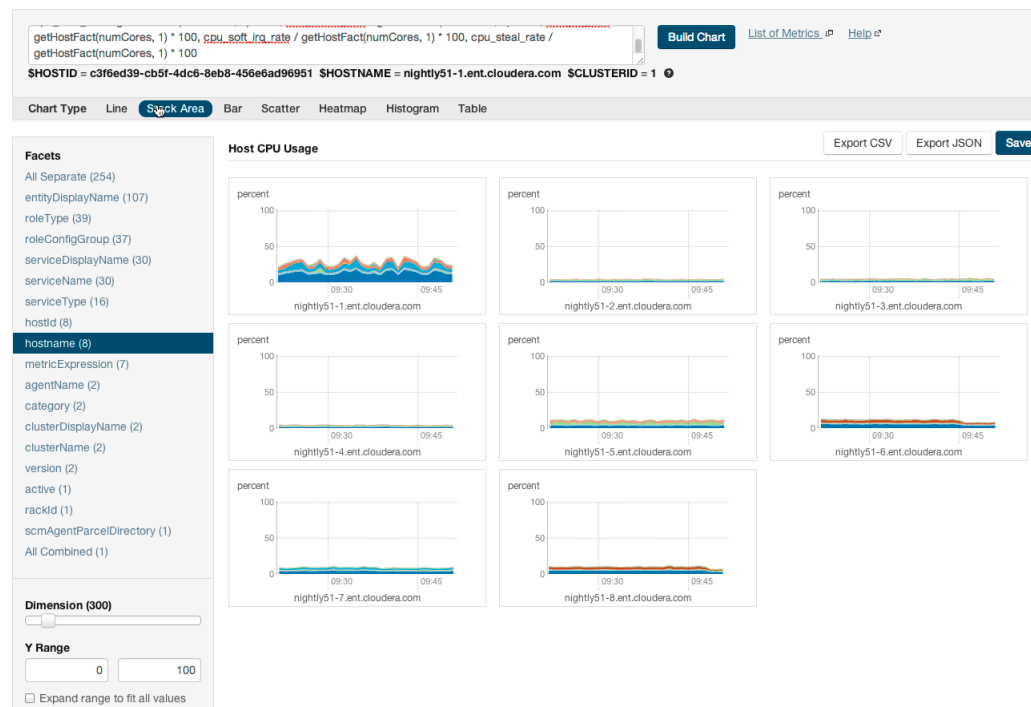 getHostFact(numCores, 1) * 100, cpu_soft_irq_rate / getHostFact(numCores, 1) * 100, cpu_steal_rate /
getHostFact(numCores, 1) * 100
Build Chart
List of Metrics
Help
$HOSTID = c3f6ed39-cb5f-4dc6-8eb8-456e6ad96951 $HOSTNAME = nightly51-1.ent.cloudera.com $CLUSTERID = 1
Chart Type Line Stack Area Bar Scatter Heatmap Histogram Table
Facets
All Separate (254)
entityDisplayName (107)
roleType (39)
roleConfigGroup (37)
serviceDisplayName (30)
serviceName (30)
serviceType (16)
hostId (8)
hostname (8)
metricExpression (7)
agentName (2)
category (2)
clusterDisplayName (2)
clusterName (2)
version (2)
active (1)
rackId (1)
scmAgentParcelDirectory (1)
All Combined (1)
Dimension (300)
Y Range
0 100
Expand range to fit all values
Host CPU Usage
Export CSV Export JSON Save
percent
100
50
0
09:30 09:45
nightly51-1.ent.cloudera.com
percent
100
50
0
09:30 09:45
nightly51-2.ent.cloudera.com
percent
100
50
0
09:30 09:45
nightly51-3.ent.cloudera.com
percent
100
50
0
09:30 09:45
nightly51-4.ent.cloudera.com
percent
100
50
0
09:30 09:45
nightly51-5.ent.cloudera.com
percent
100
50
0
09:30 09:45
nightly51-6.ent.cloudera.com
percent
100
50
0
09:30 09:45
nightly51-7.ent.cloudera.com
percent
100
50
0
09:30 09:45
nightly51-8.ent.cloudera.com